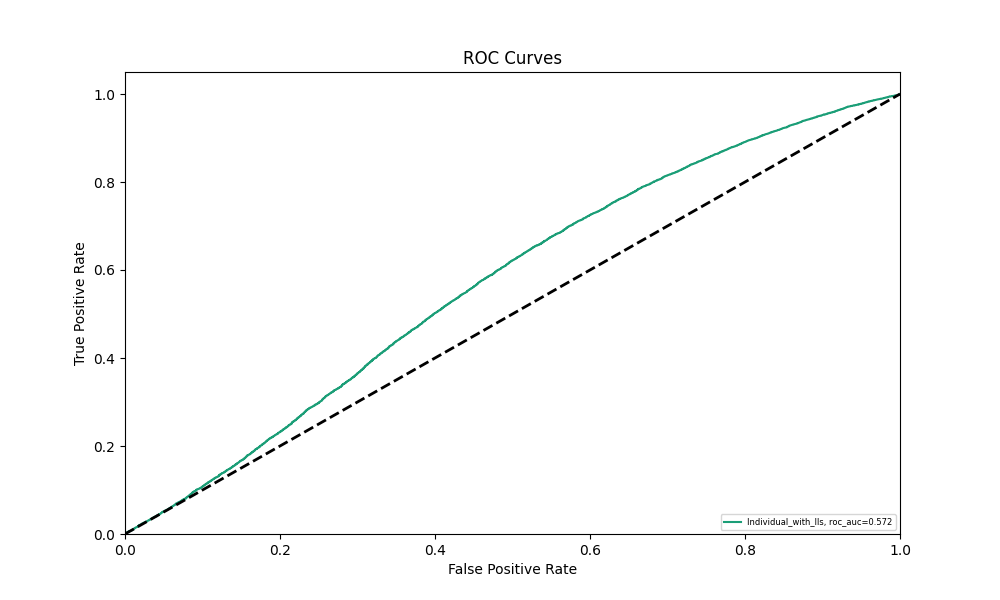 ROC Curves
True Positive Rate
1.0
0.8
0.6
0.4
0.2
0.0
0.0 0.2 0.4 0.6 0.8 1.0
False Positive Rate
Individual_with_lls, roc_auc=0.572